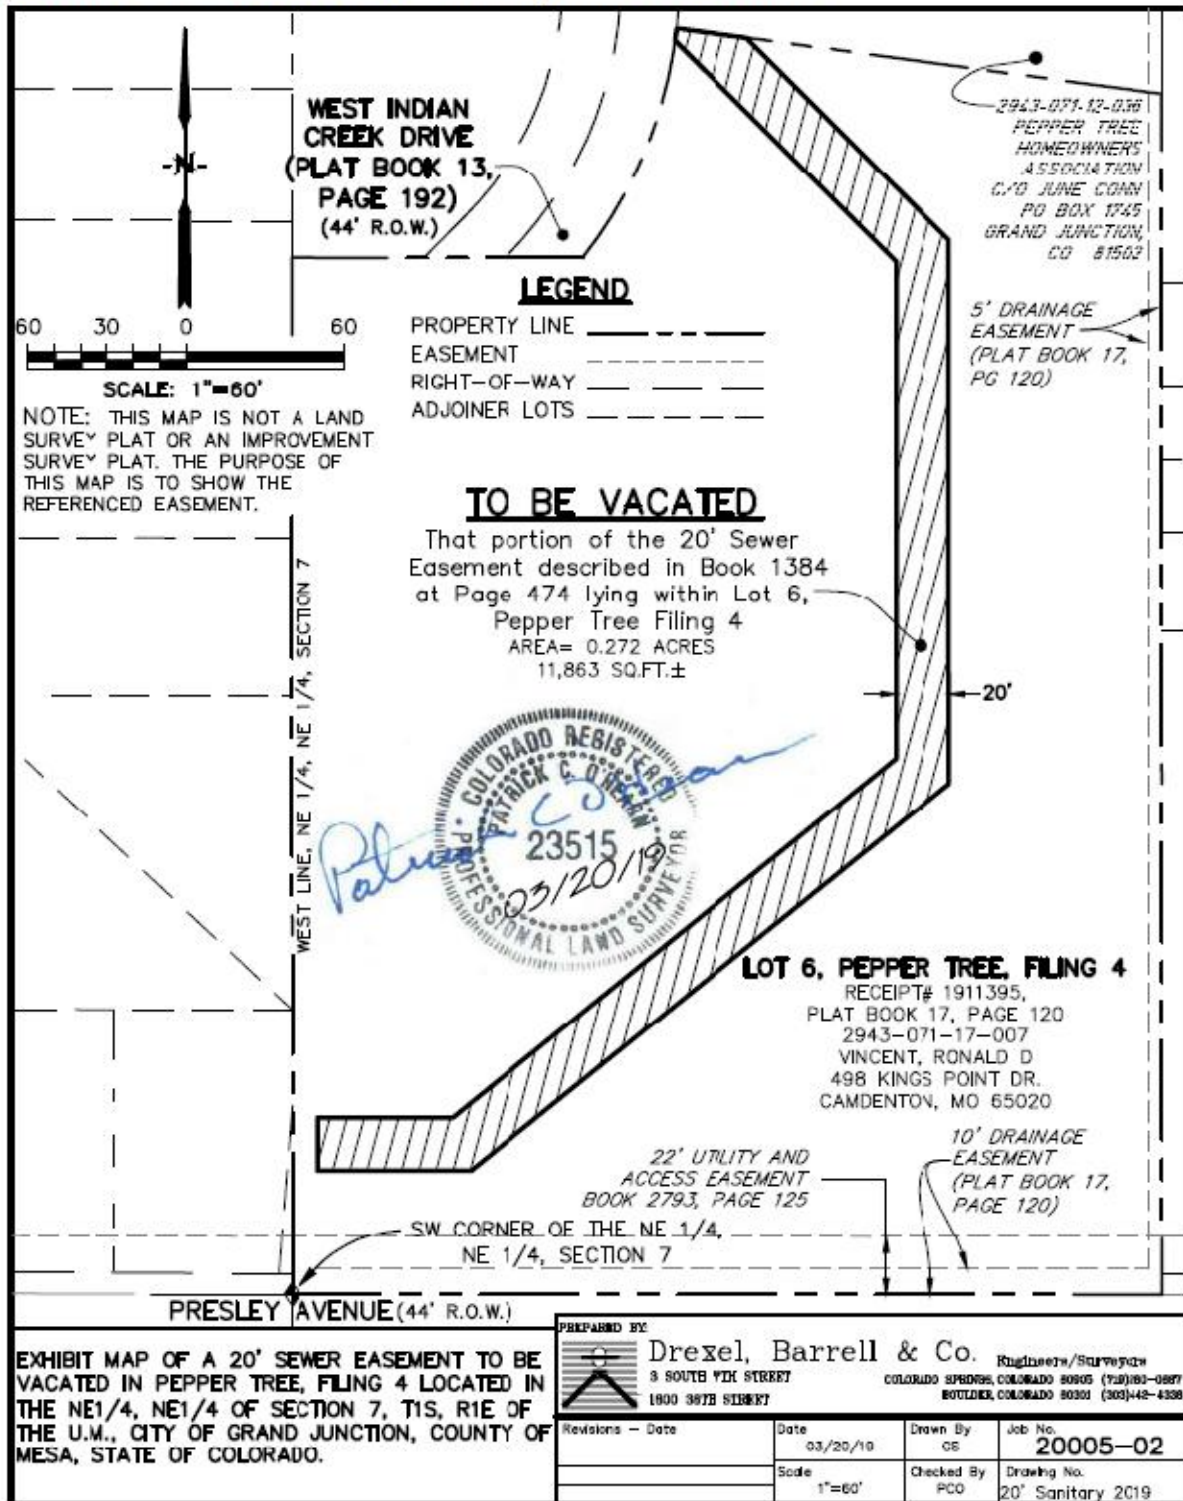 WEST INDIAN
CREEK DRIVE
(PLAT BOOK 13,
PAGE 192)
(44' R.O.W.)
-N-
2943-071-12-036
PEPPER TREE
HOMEOWNERS
ASSOCIATION
C/O JUNE CONN
PO BOX 1745
GRAND JUNCTION,
CO 81502
5' DRAINAGE
EASEMENT
(PLAT BOOK 17,
PG 120)
LEGEND
PROPERTY LINE
EASEMENT
RIGHT-OF-WAY
ADJOINER LOTS
60 30 0 60
SCALE: 1"=60'
NOTE: THIS MAP IS NOT A LAND
SURVEY PLAT OR AN IMPROVEMENT
SURVEY PLAT. THE PURPOSE OF
THIS MAP IS TO SHOW THE
REFERENCED EASEMENT.
TO BE VACATED
That portion of the 20' Sewer
Easement described in Book 1384
at Page 474 lying within Lot 6,
Pepper Tree Filing 4
AREA= 0.272 ACRES
11,863 SQ.FT.±
20'
WEST LINE, NE 1/4, NE 1/4, SECTION 7
COLORADO REGISTERED
PATRICK C. O'HEARN
23515
03/20/19
PROFESSIONAL LAND SURVEYOR
LOT 6, PEPPER TREE, FILING 4
RECEIPT# 1911395,
PLAT BOOK 17, PAGE 120
2943-071-17-007
VINCENT, RONALD D
498 KINGS POINT DR.
CAMDENTON, MO 65020
22' UTILITY AND
ACCESS EASEMENT
BOOK 2793, PAGE 125
10' DRAINAGE
EASEMENT
(PLAT BOOK 17,
PAGE 120)
SW CORNER OF THE NE 1/4,
NE 1/4, SECTION 7
PRESLEY AVENUE (44' R.O.W.)
EXHIBIT MAP OF A 20' SEWER EASEMENT TO BE
VACATED IN PEPPER TREE, FILING 4 LOCATED IN
THE NE1/4, NE1/4 OF SECTION 7, T1S, R1E OF
THE U.M., CITY OF GRAND JUNCTION, COUNTY OF
MESA, STATE OF COLORADO.
PREPARED BY:
Drexel, Barrell & Co.
Engineers/Surveyors
3 SOUTH 7TH STREET
COLORADO SPRINGS, COLORADO 80905
1800 38TH STREET
BOULDER, COLORADO 80301 (303)442-4338
Revisions - Date
Date
03/20/19
Drawn By
CS
Job No.
20005-02
Scale
1"=60'
Checked By
PCO
Drawing No.
20' Sanitary 2019